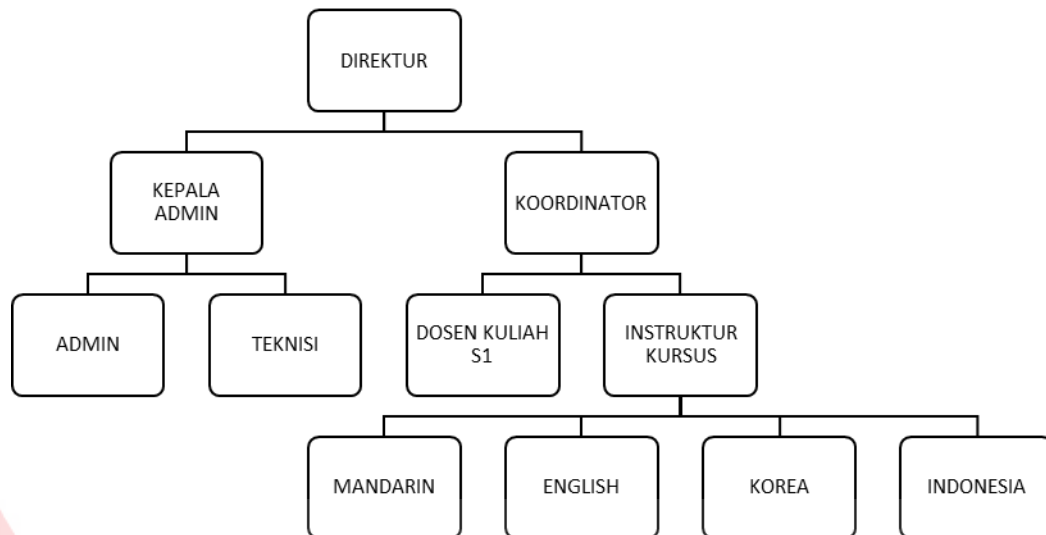 DIREKTUR
KEPALA
ADMIN
KOORDINATOR
ADMIN
TEKNISI
DOSEN KULIAH
S1
INSTRUKTUR
KURSUS
MANDARIN
ENGLISH
KOREA
INDONESIA